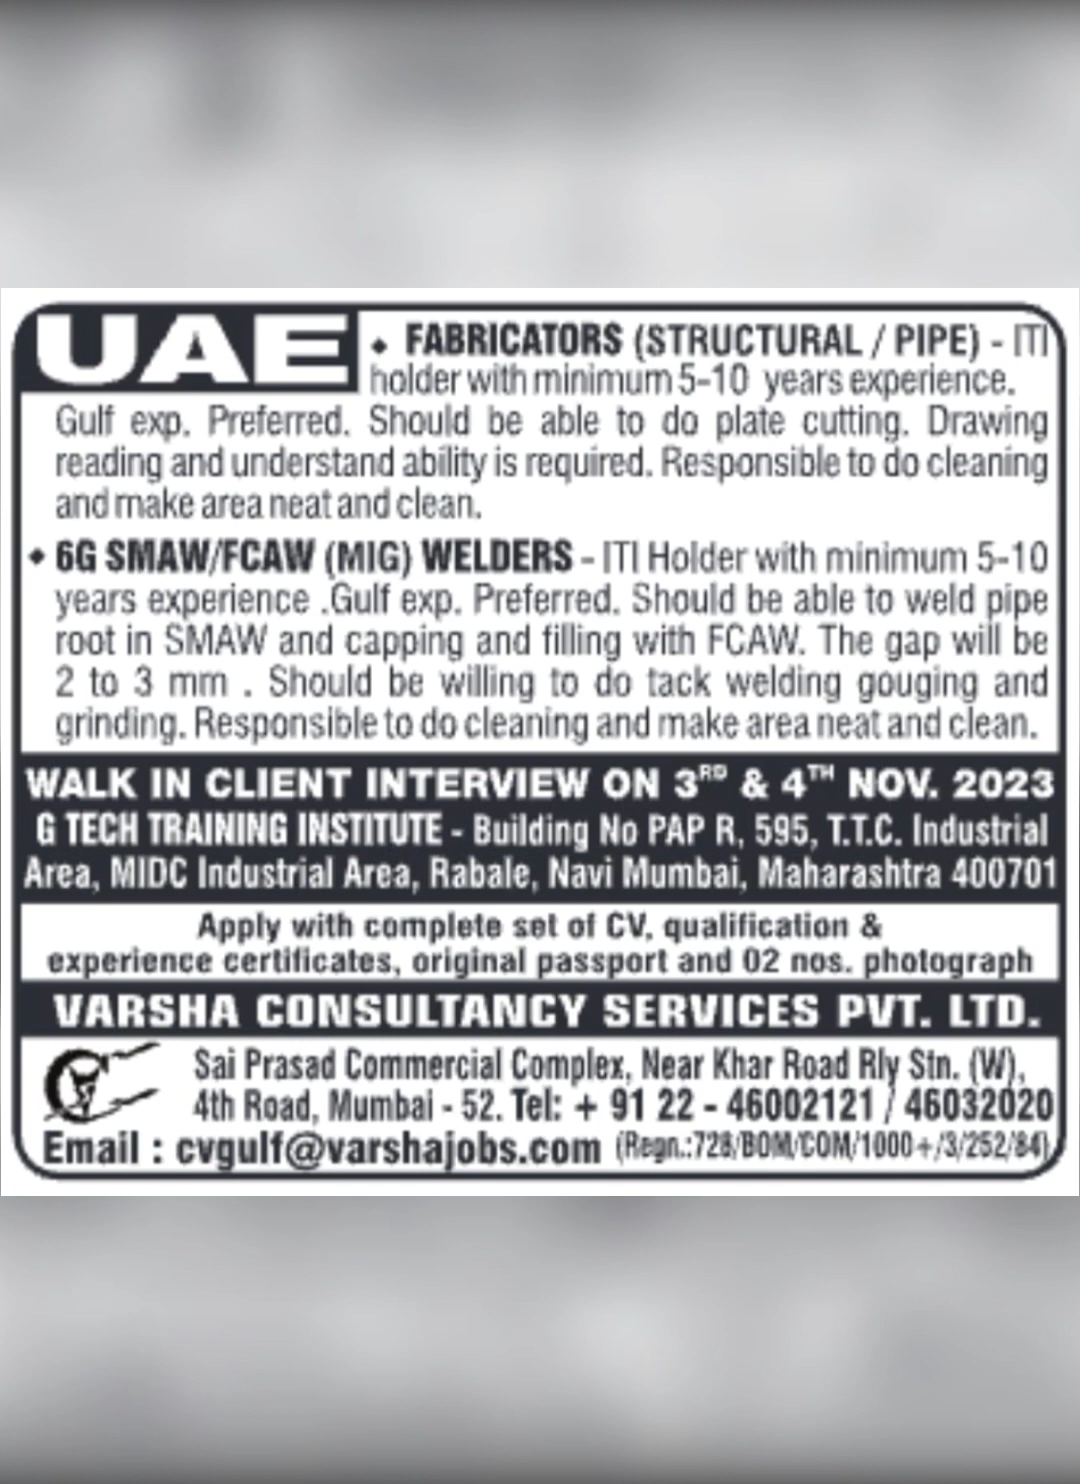 UAE
♦ FABRICATORS (STRUCTURAL / PIPE) - ITI
holder with minimum 5-10 years experience.
Gulf exp. Preferred. Should be able to do plate cutting. Drawing
reading and understand ability is required. Responsible to do cleaning
and make area neat and clean.
♦ 6G SMAW/FCAW (MIG) WELDERS - ITI Holder with minimum 5-10
years experience .Gulf exp. Preferred. Should be able to weld pipe
root in SMAW and capping and filling with FCAW. The gap will be
2 to 3 mm . Should be willing to do tack welding gouging and
grinding. Responsible to do cleaning and make area neat and clean.
WALK IN CLIENT INTERVIEW ON 3RD & 4TH NOV. 2023
G TECH TRAINING INSTITUTE - Building No PAP R, 595, T.T.C. Industrial
Area, MIDC Industrial Area, Rabale, Navi Mumbai, Maharashtra 400701
Apply with complete set of CV, qualification &
experience certificates, original passport and 02 nos. photograph
VARSHA CONSULTANCY SERVICES PVT. LTD.
Sai Prasad Commercial Complex, Near Khar Road Rly Stn. (W),
4th Road, Mumbai - 52. Tel: + 91 22 - 46002121 / 46032020
Email : cvgulf@varshajobs.com (Regn.:728/BOM/COM/1000+/3/252/84)